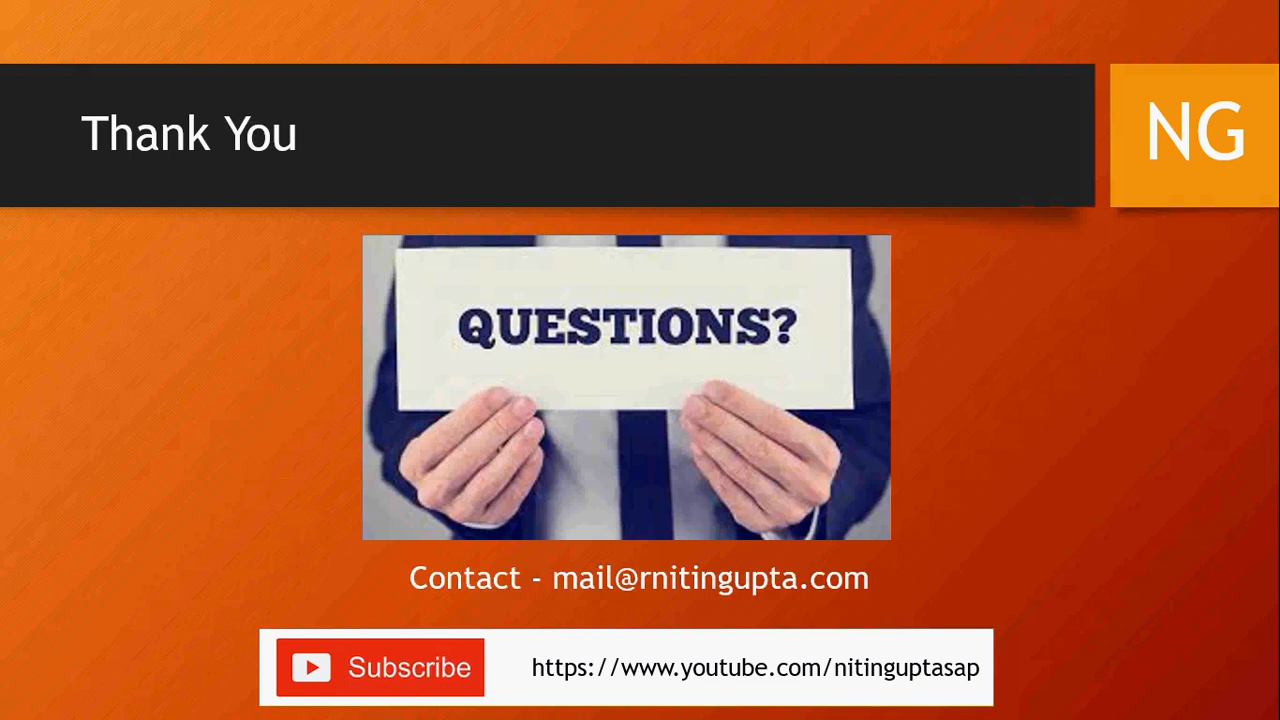 Thank You
NG
QUESTIONS?
Contact - mail@rnitingupta.com
Subscribe
https://www.youtube.com/nitinguptasap